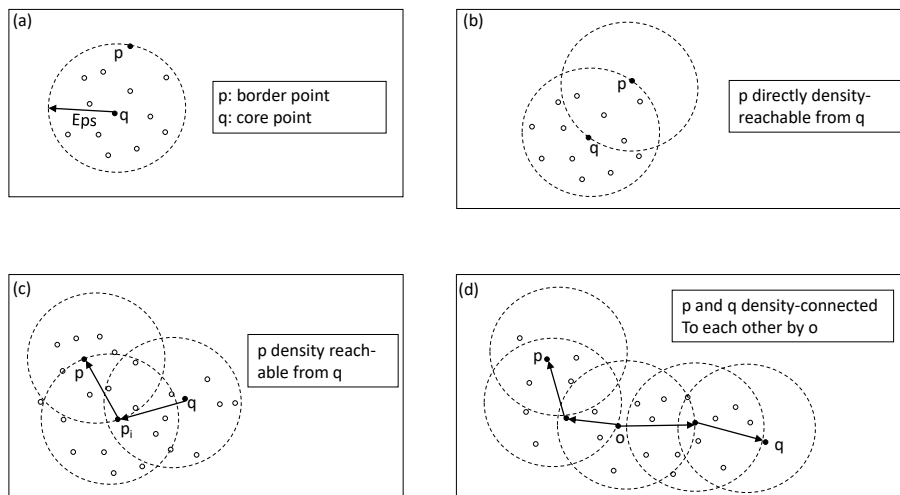 (a)
p
q
Eps
p: border point
q: core point
(b)
p
q
p directly density-
reachable from q
(c)
p
q
pi
p density reach-
able from q
(d)
p and q density-connected
To each other by o
p
o
q